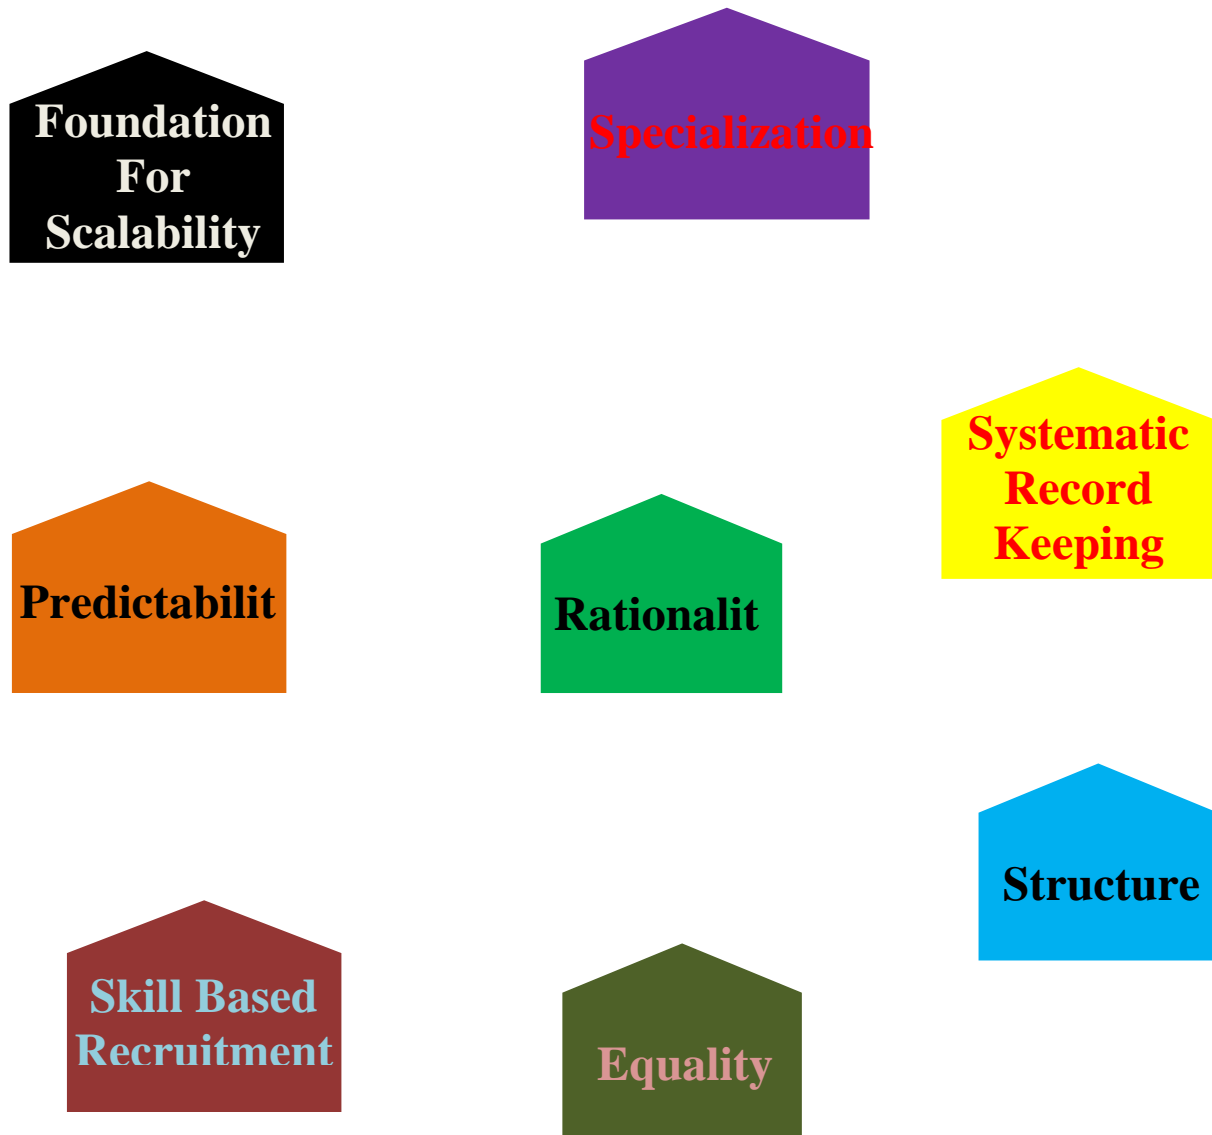 Foundation
For
Scalability
Specialization
Systematic
Record
Keeping
Predictabilit
Rationalit
Structure
Skill Based
Recruitment
Equality